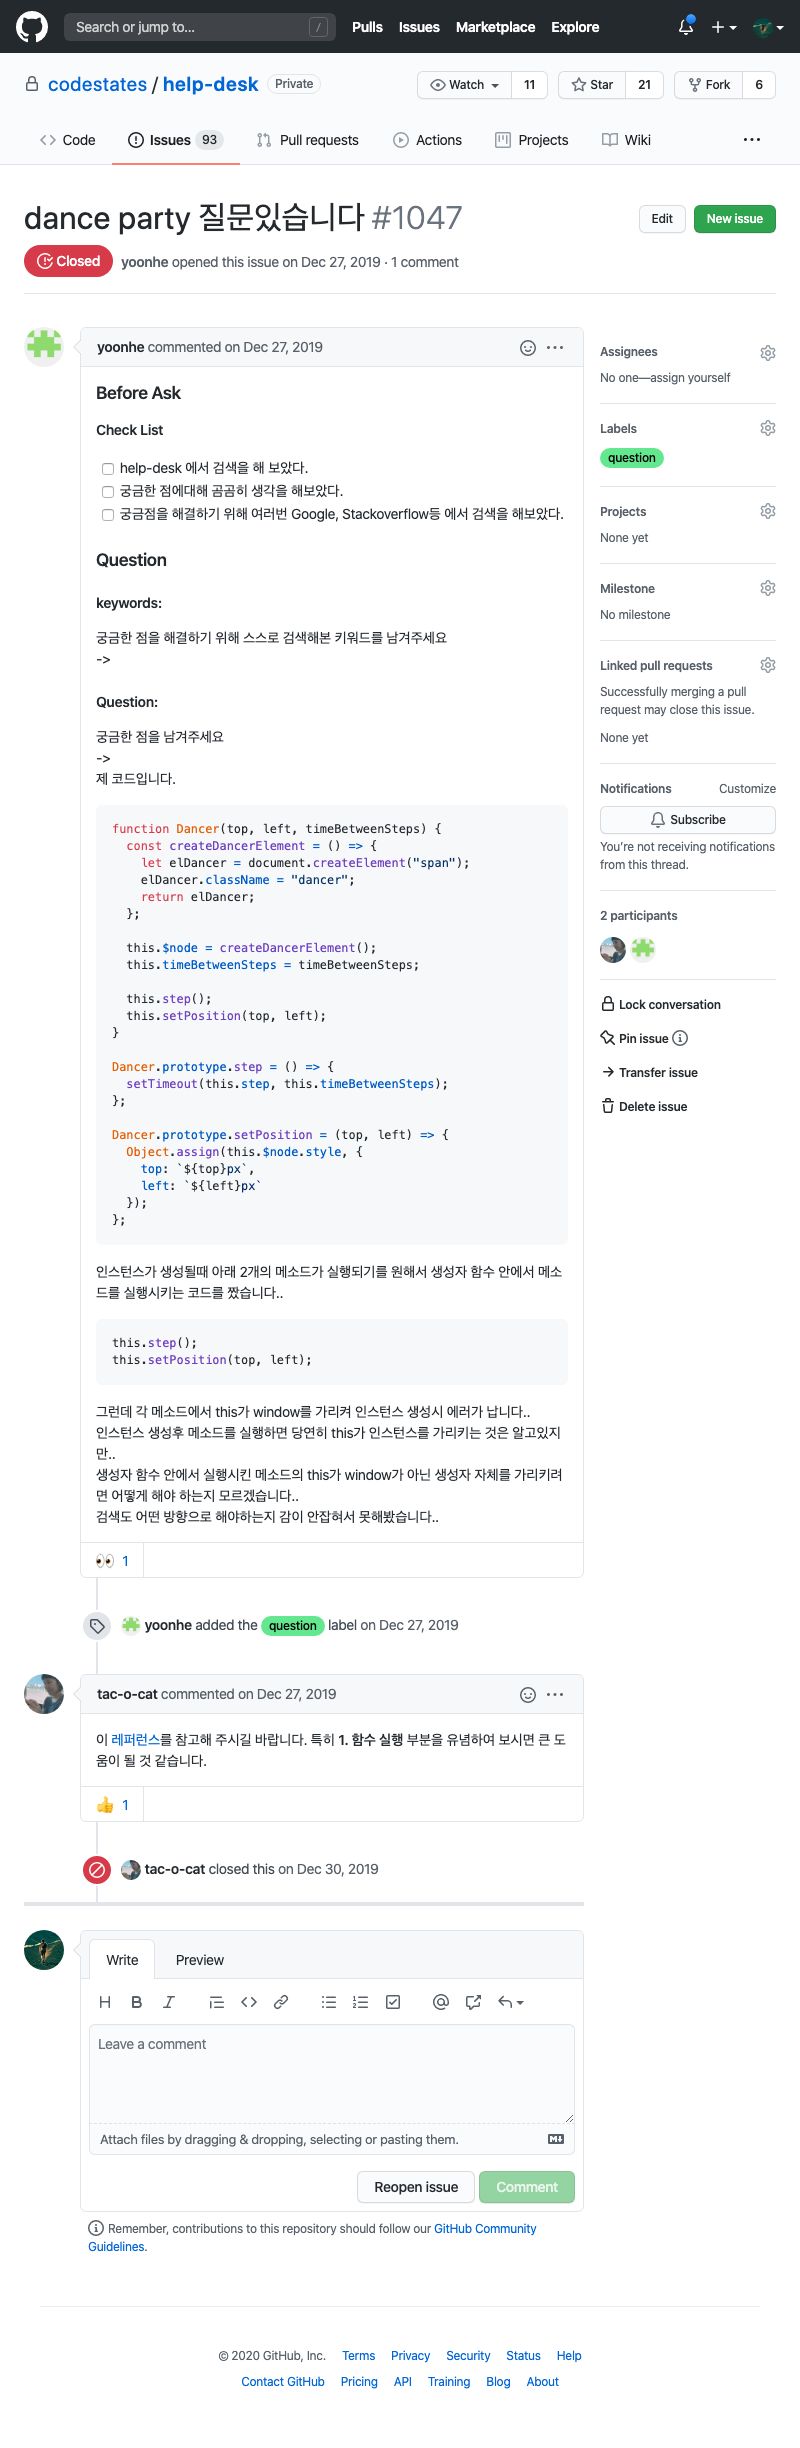 Search or jump to... /
Pulls Issues Marketplace Explore
codestates / help-desk Private
Watch 11 Star 21 Fork 6
Code Issues 93 Pull requests Actions Projects Wiki ...
dance party 질문있습니다 #1047
Edit New issue
Closed yoonhe opened this issue on Dec 27, 2019 · 1 comment
yoonhe commented on Dec 27, 2019
Before Ask
Check List
help-desk 에서 검색을 해 보았다.
궁금한 점에대해 곰곰히 생각을 해보았다.
궁금점을 해결하기 위해 여러번 Google, Stackoverflow등 에서 검색을 해보았다.
Question
keywords:
궁금한 점을 해결하기 위해 스스로 검색해본 키워드를 남겨주세요
->
Question:
궁금한 점을 남겨주세요
->
제 코드입니다.
function Dancer(top, left, timeBetweenSteps) {
const createDancerElement = () => {
let elDancer = document.createElement("span");
elDancer.className = "dancer";
return elDancer;
};
this.$node = createDancerElement();
this.timeBetweenSteps = timeBetweenSteps;
this.step();
this.setPosition(top, left);
}
Dancer.prototype.step = () => {
setTimeout(this.step, this.timeBetweenSteps);
};
Dancer.prototype.setPosition = (top, left) => {
Object.assign(this.$node.style, {
top: `${top}px`,
left: `${left}px`
});
};
인스턴스가 생성될때 아래 2개의 메소드가 실행되기를 원해서 생성자 함수 안에서 메소
드를 실행시키는 코드를 짰습니다..
this.step();
this.setPosition(top, left);
그런데 각 메소드에서 this가 window를 가리켜 인스턴스 생성시 에러가 납니다..
인스턴스 생성후 메소드를 실행하면 당연히 this가 인스턴스를 가리키는 것은 알고있지
만..
생성자 함수 안에서 실행시킨 메소드의 this가 window가 아닌 생성자 자체를 가리키려
면 어떻게 해야 하는지 모르겠습니다..
검색도 어떤 방향으로 해야하는지 감이 안잡혀서 못해봤습니다..
1
yoonhe added the question label on Dec 27, 2019
tac-o-cat commented on Dec 27, 2019
이 레퍼런스를 참고해 주시길 바랍니다. 특히 1. 함수 실행 부분을 유념하여 보시면 큰 도
움이 될 것 같습니다.
1
tac-o-cat closed this on Dec 30, 2019
Write Preview
Leave a comment
Attach files by dragging & dropping, selecting or pasting them.
Reopen issue Comment
Remember, contributions to this repository should follow our GitHub Community
Guidelines.
Assignees
No one—assign yourself
Labels
question
Projects
None yet
Milestone
No milestone
Linked pull requests
Successfully merging a pull
request may close this issue.
None yet
Notifications Customize
Subscribe
You're not receiving notifications
from this thread.
2 participants
Lock conversation
Pin issue
Transfer issue
Delete issue
© 2020 GitHub, Inc. Terms Privacy Security Status Help
Contact GitHub Pricing API Training Blog About